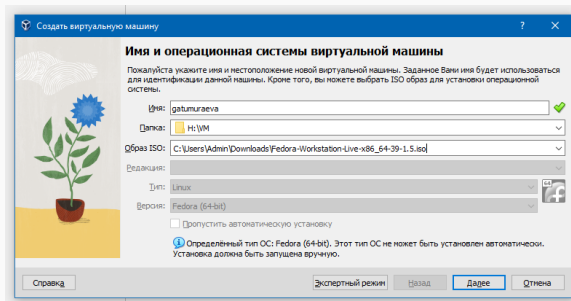 Создать виртуальную машину
Имя и операционная системы виртуальной машины
Пожалуйста укажите имя и местоположение новой виртуальной машины. Заданное Вами имя будет использоваться
для идентификации данной машины. Кроме того, вы можете выбрать ISO образ для установки операционной
системы.
Имя: gatumuraeva
Папка: H:\VM
Образ ISO: C:\Users\Admin\Downloads\Fedora-Workstation-Live-x86_64-39-1.5.iso
Редакция:
Тип: Linux
64
Версия: Fedora (64-bit)
Пропустить автоматическую установку
Определённый тип ОС: Fedora (64-bit). Этот тип ОС не может быть установлен автоматически.
Установка должна быть запущена вручную.
Справка Экспертный режим Назад Далее Отмена